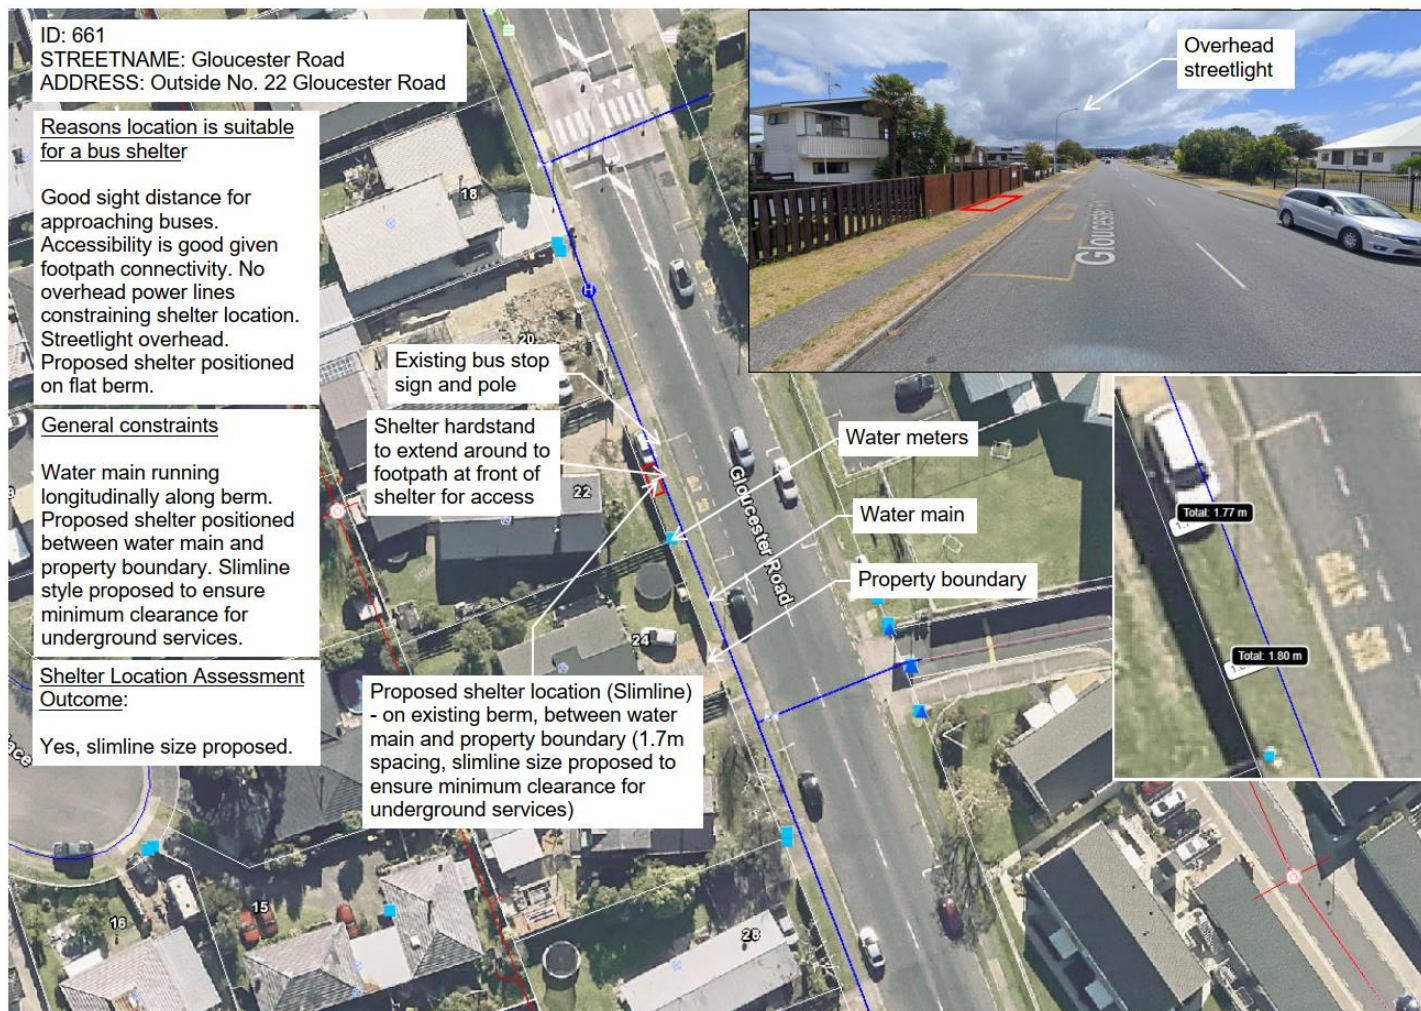 ID: 661
STREETNAME: Gloucester Road
ADDRESS: Outside No. 22 Gloucester Road
Reasons location is suitable
for a bus shelter
Good sight distance for
approaching buses.
Accessibility is good given
footpath connectivity. No
overhead power lines
constraining shelter location.
Streetlight overhead.
Proposed shelter positioned
on flat berm.
General constraints
Water main running
longitudinally along berm.
Proposed shelter positioned
between water main and
property boundary. Slimline
style proposed to ensure
minimum clearance for
underground services.
Shelter Location Assessment
Outcome:
Yes, slimline size proposed.
Overhead
streetlight
Gloucester
Existing bus stop
sign and pole
Shelter hardstand
to extend around to
footpath at front of
shelter for access
Water meters
Water main
Property boundary
Proposed shelter location (Slimline)
- on existing berm, between water
main and property boundary (1.7m
spacing, slimline size proposed to
ensure minimum clearance for
underground services)
Gloucester Road
Total: 1.77 m
Total: 1.80 m
18
20
22
24
28
15
16
H